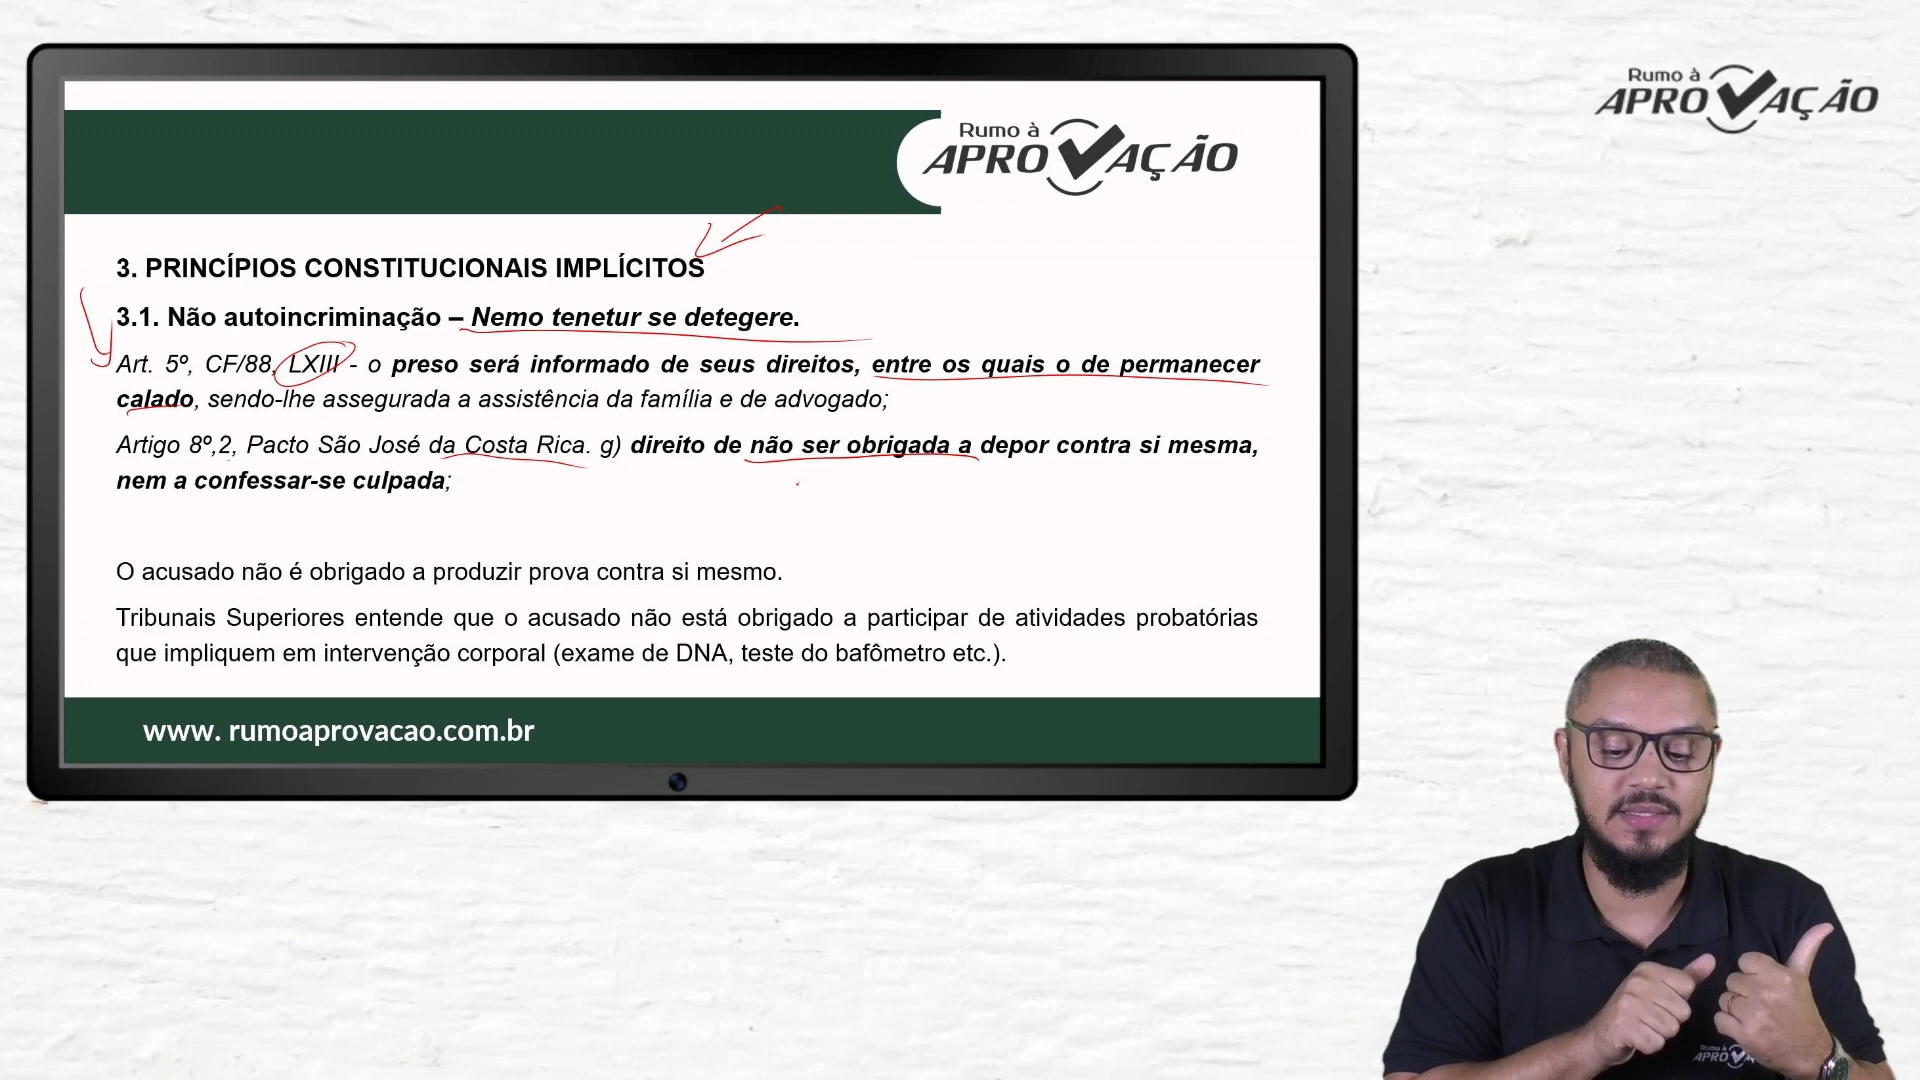 Rumo à
APROVAÇÃO
Rumo à
APROVAÇÃO
3. PRINCÍPIOS CONSTITUCIONAIS IMPLÍCITOS
3.1. Não autoincriminação – Nemo tenetur se detegere.
Art. 5º, CF/88, LXIII - o preso será informado de seus direitos, entre os quais o de permanecer
calado, sendo-lhe assegurada a assistência da família e de advogado;
Artigo 8º,2, Pacto São José da Costa Rica. g) direito de não ser obrigada a depor contra si mesma,
nem a confessar-se culpada;
O acusado não é obrigado a produzir prova contra si mesmo.
Tribunais Superiores entende que o acusado não está obrigado a participar de atividades probatórias
que impliquem em intervenção corporal (exame de DNA, teste do bafômetro etc.).
www. rumoaprovacao.com.br